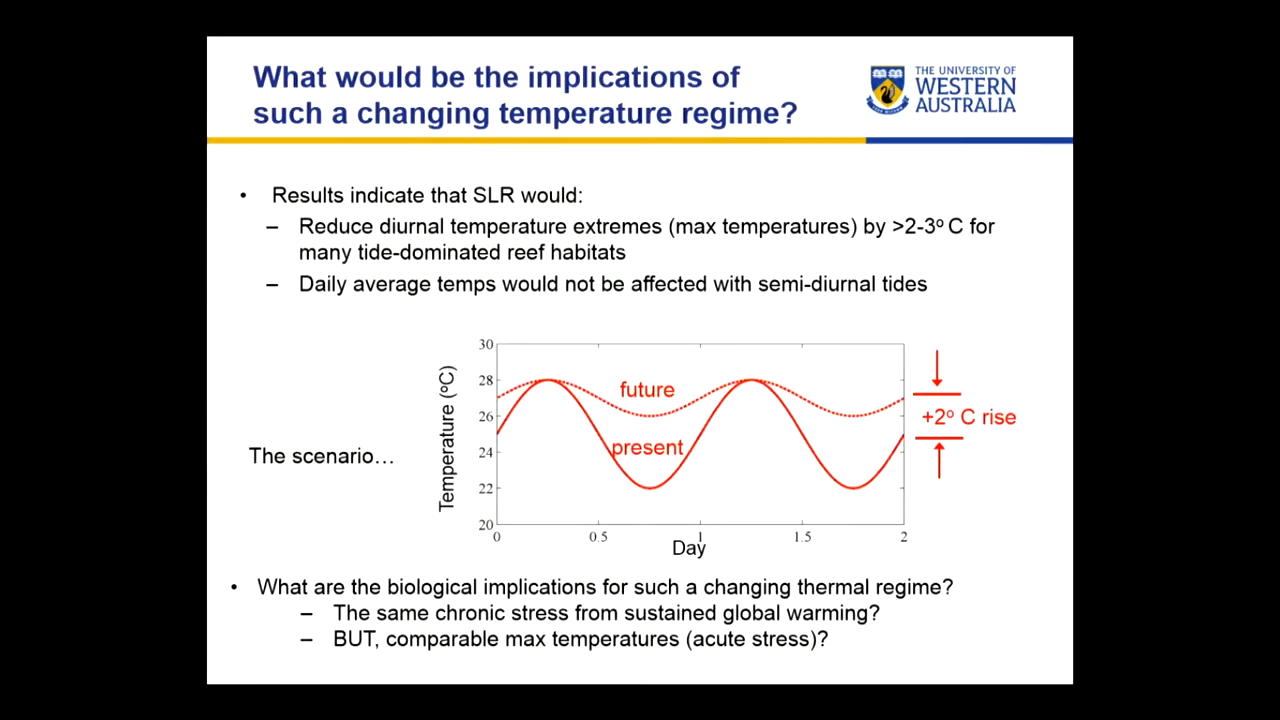 What would be the implications of
such a changing temperature regime?
THE UNIVERSITY OF
WESTERN
AUSTRALIA
• Results indicate that SLR would:
– Reduce diurnal temperature extremes (max temperatures) by >2-3º C for
many tide-dominated reef habitats
– Daily average temps would not be affected with semi-diurnal tides
The scenario…
Temperature (ºC)
30
28
26
24
22
20
future
present
+2º C rise
0 0.5 1 1.5 2
Day
• What are the biological implications for such a changing thermal regime?
– The same chronic stress from sustained global warming?
– BUT, comparable max temperatures (acute stress)?